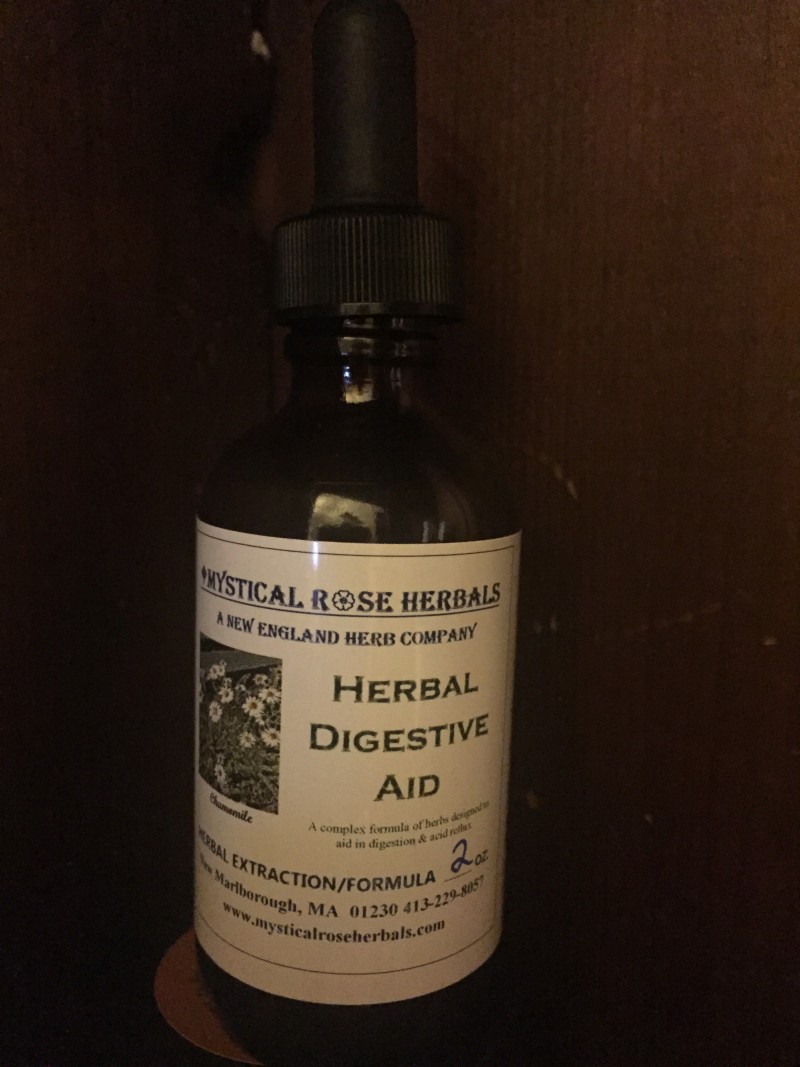 MYSTICAL ROSE HERBALS
A NEW ENGLAND HERB COMPANY
HERBAL
DIGESTIVE
AID
Chamomile
A complex formula of herbs designed to
aid in digestion & acid reflux
HERBAL EXTRACTION/FORMULA 2 OZ.
New Marlborough, MA 01230 413-229-8057
www.mysticalroseherbals.com